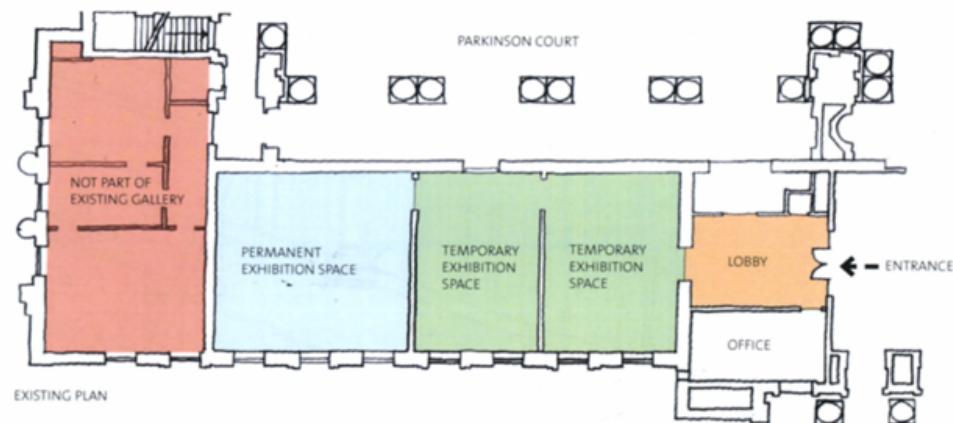 PARKINSON COURT
NOT PART OF
EXISTING GALLERY
PERMANENT
EXHIBITION SPACE
TEMPORARY
EXHIBITION
SPACE
TEMPORARY
EXHIBITION
SPACE
LOBBY
ENTRANCE
OFFICE
EXISTING PLAN